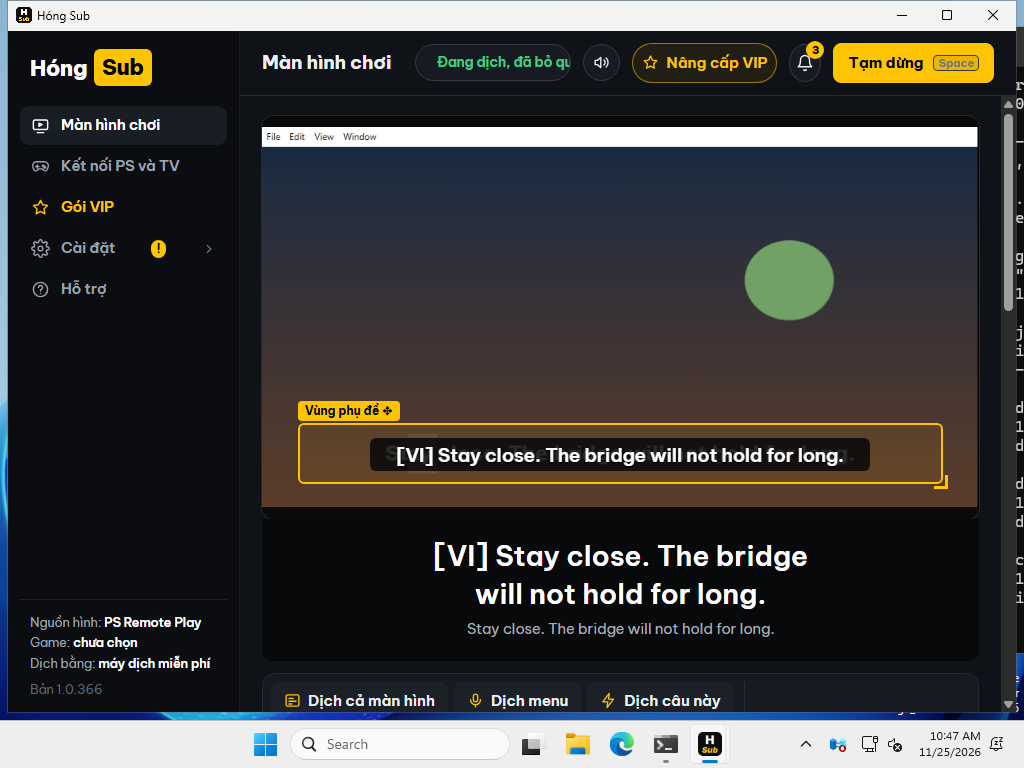 Hóng Sub
Hóng Sub
Màn hình chơi
Kết nối PS và TV
Gói VIP
Cài đặt !
Hỗ trợ
Nguồn hình: PS Remote Play
Game: chưa chọn
Dịch bằng: máy dịch miễn phí
Bản 1.0.366
Màn hình chơi
Đang dịch, đã bỏ qu
Nâng cấp VIP
3
Tạm dừng Space
File Edit View Window
Vùng phụ đề
[VI] Stay close. The bridge will not hold for long.
[VI] Stay close. The bridge
will not hold for long.
Stay close. The bridge will not hold for long.
Dịch cả màn hình
Dịch menu
Dịch câu này
Search
H
Sub
10:47 AM
11/25/2026